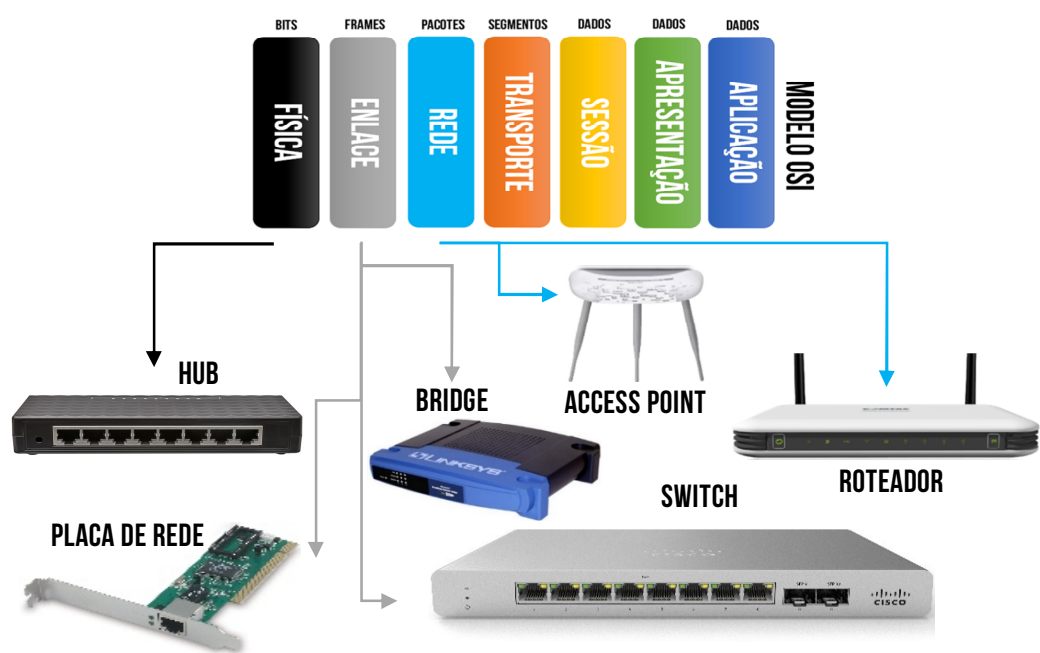 BITS
FRAMES
PACOTES
SEGMENTOS
DADOS
DADOS
DADOS
FÍSICA
ENLACE
REDE
TRANSPORTE
SESSÃO
APRESENTAÇÃO
APLICAÇÃO
MODELO OSI
HUB
BRIDGE
ACCESS POINT
LINKSYS
ROTEADOR
SWITCH
PLACA DE REDE
CISCO